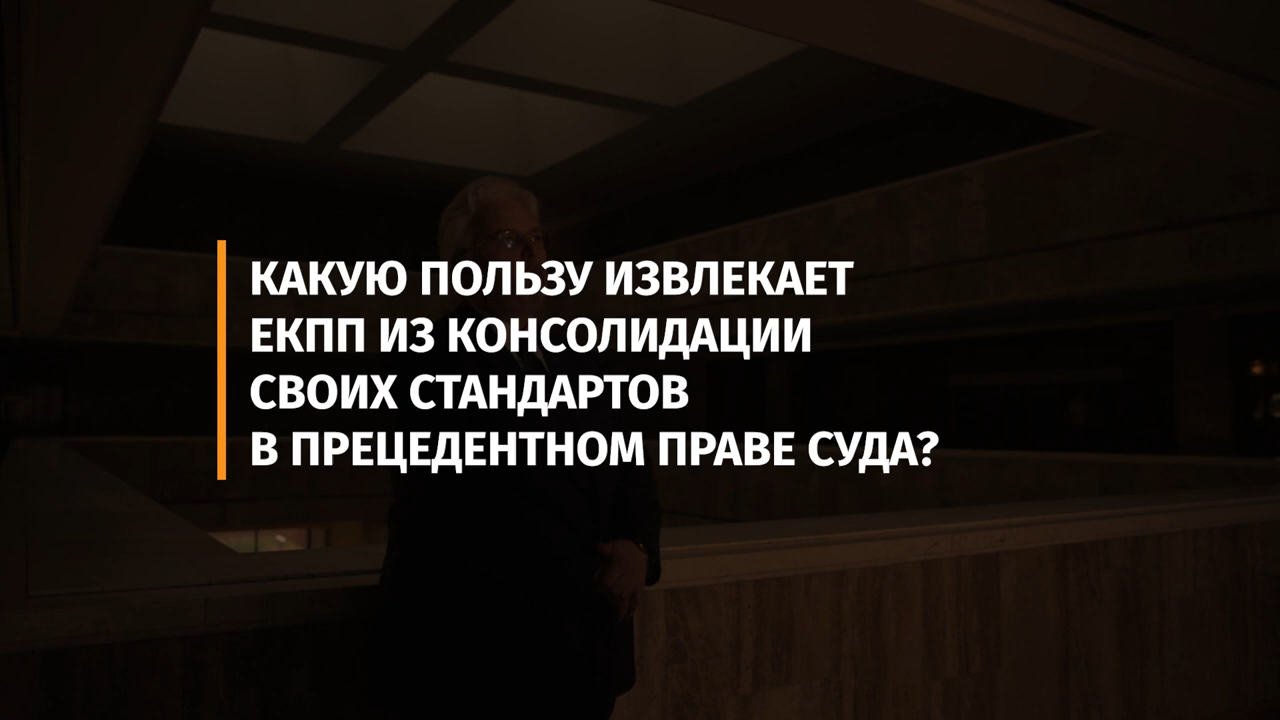 КАКУЮ ПОЛЬЗУ ИЗВЛЕКАЕТ
ЕКПП ИЗ КОНСОЛИДАЦИИ
СВОИХ СТАНДАРТОВ
В ПРЕЦЕДЕНТНОМ ПРАВЕ СУДА?